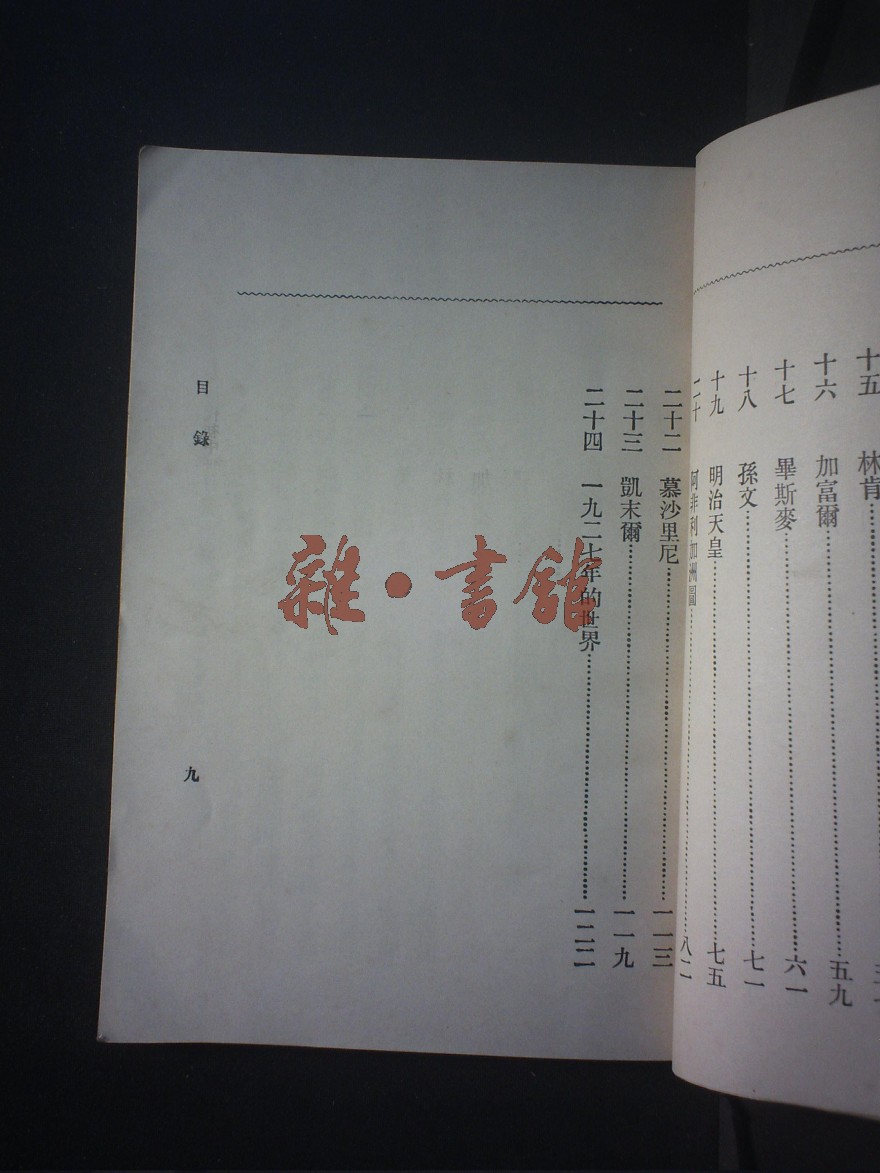 十五 林肯
十六 加富爾 五九
十七 畢斯麥 六一
十八 孫文 七一
十九 明治天皇 七五
二十 阿非利加洲圖 八二
二十二 慕沙里尼 一一三
二十三 凱末爾 一一九
二十四 一九二七年的世界 一二二
目錄
九
雜·書館